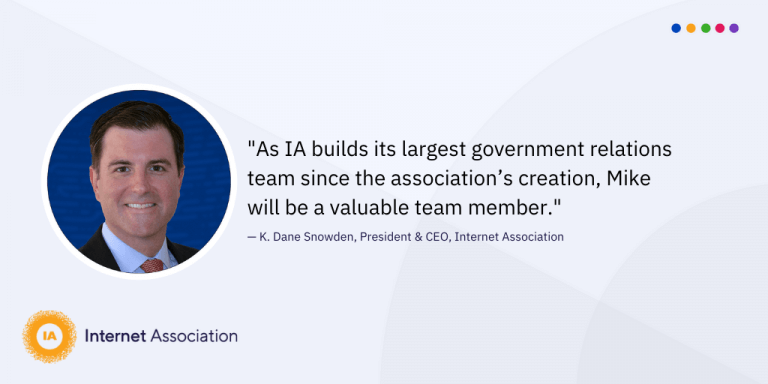 "As IA builds its largest government relations
team since the association’s creation, Mike
will be a valuable team member."
— K. Dane Snowden, President & CEO, Internet Association
IA
Internet Association